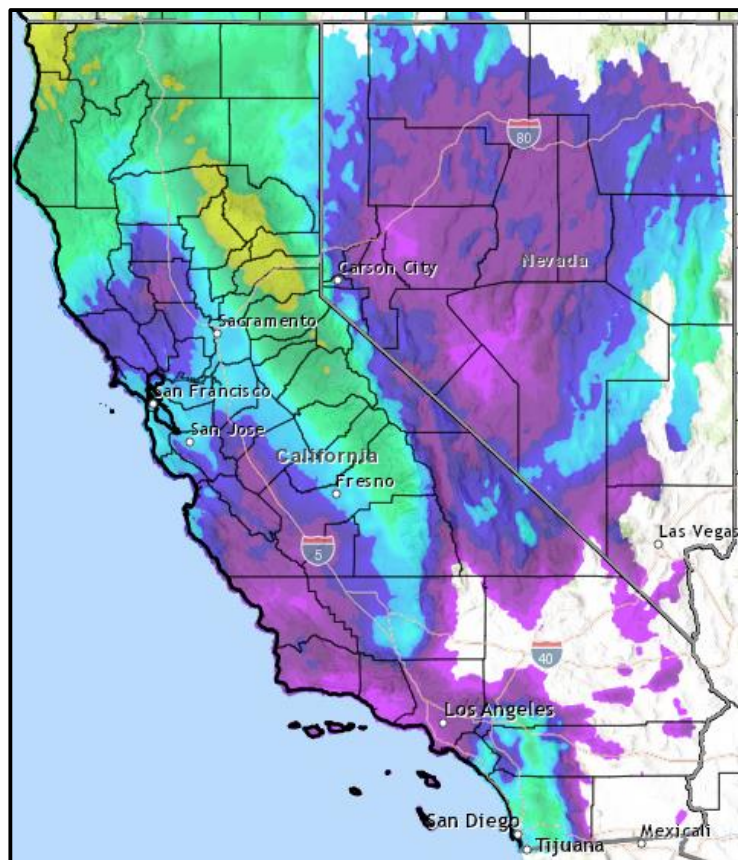 80
Carson City
Nevada
Sacramento
San Francisco
San Jose
California
Fresno
5
Las Vegas
40
Los Angeles
San Diego
Tijuana
Mexicali